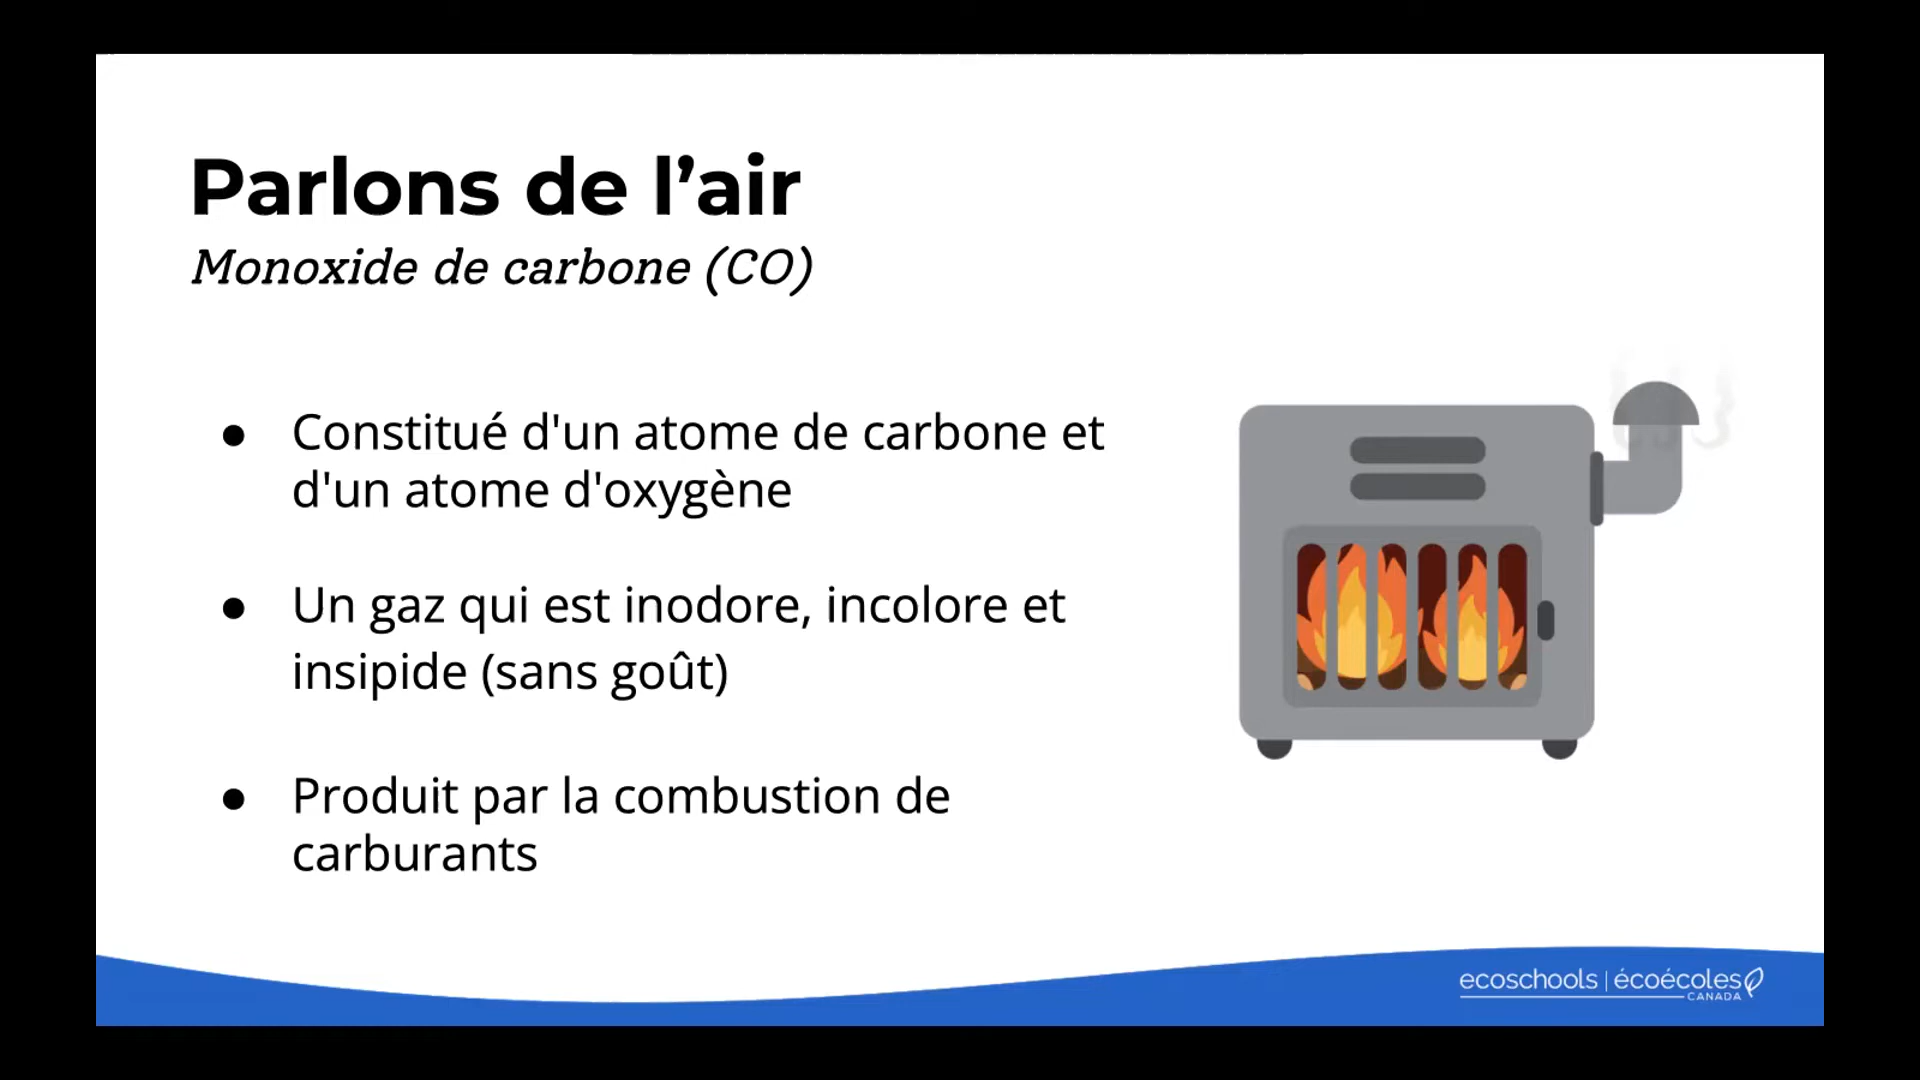 Parlons de l’air
Monoxide de carbone (CO)
● Constitué d'un atome de carbone et
d'un atome d'oxygène
● Un gaz qui est inodore, incolore et
insipide (sans goût)
● Produit par la combustion de
carburants
ecoschools | écoécoles
CANADA